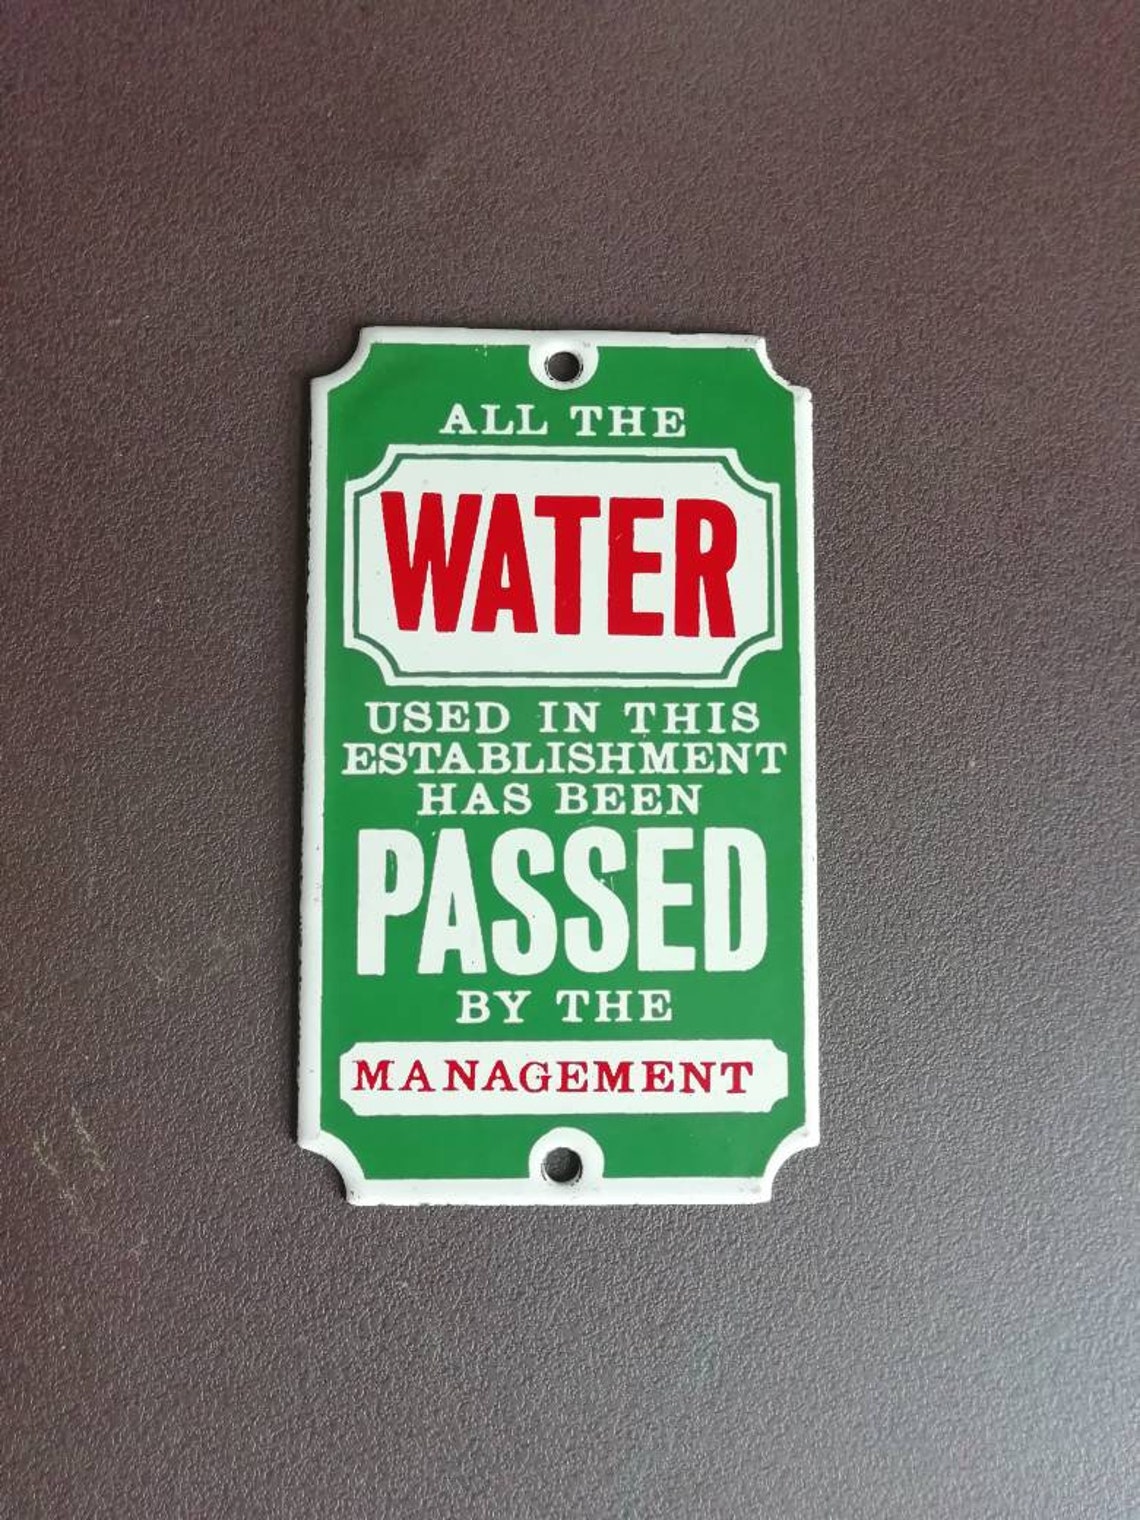 ALL THE
WATER
USED IN THIS
ESTABLISHMENT
HAS BEEN
PASSED
BY THE
MANAGEMENT